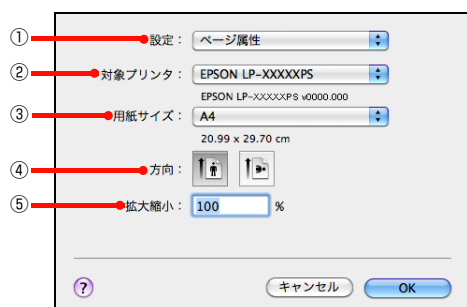 ① 設定： ページ属性
② 対象プリンタ： EPSON LP-XXXXXPS
EPSON LP-XXXXXPS v0000.000
③ 用紙サイズ： A4
20.99 x 29.70 cm
④ 方向：
⑤ 拡大縮小： 100 %
? キャンセル OK